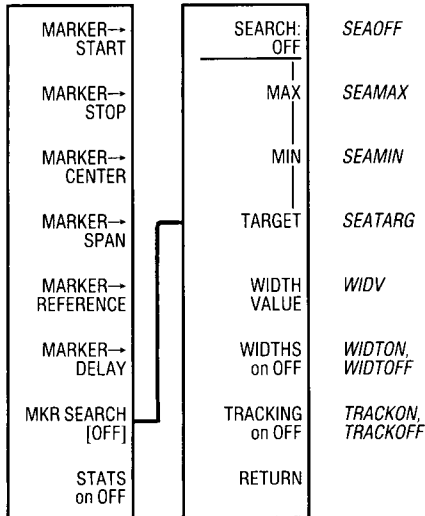 MARKER→
START
MARKER→
STOP
MARKER→
CENTER
MARKER→
SPAN
MARKER→
REFERENCE
MARKER→
DELAY
MKR SEARCH
[OFF]
STATS
on OFF
SEARCH:
OFF
MAX
MIN
TARGET
WIDTH
VALUE
WIDTHS
on OFF
TRACKING
on OFF
RETURN
SEAOFF
SEAMAX
SEAMIN
SEATARG
WIDV
WIDTON,
WIDTOFF
TRACKON,
TRACKOFF